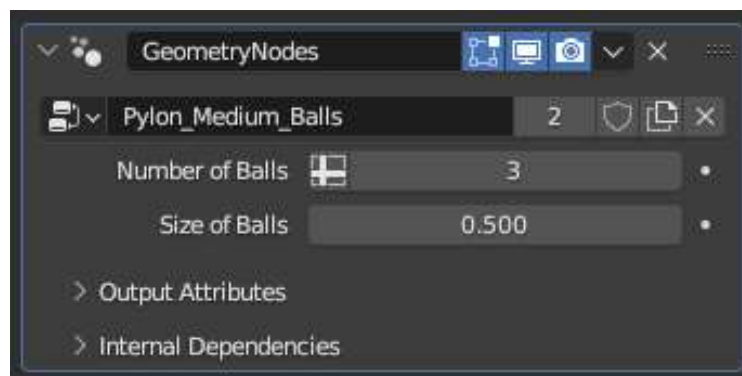 GeometryNodes
Pylon_Medium_Balls 2
Number of Balls 3
Size of Balls 0.500
Output Attributes
Internal Dependencies